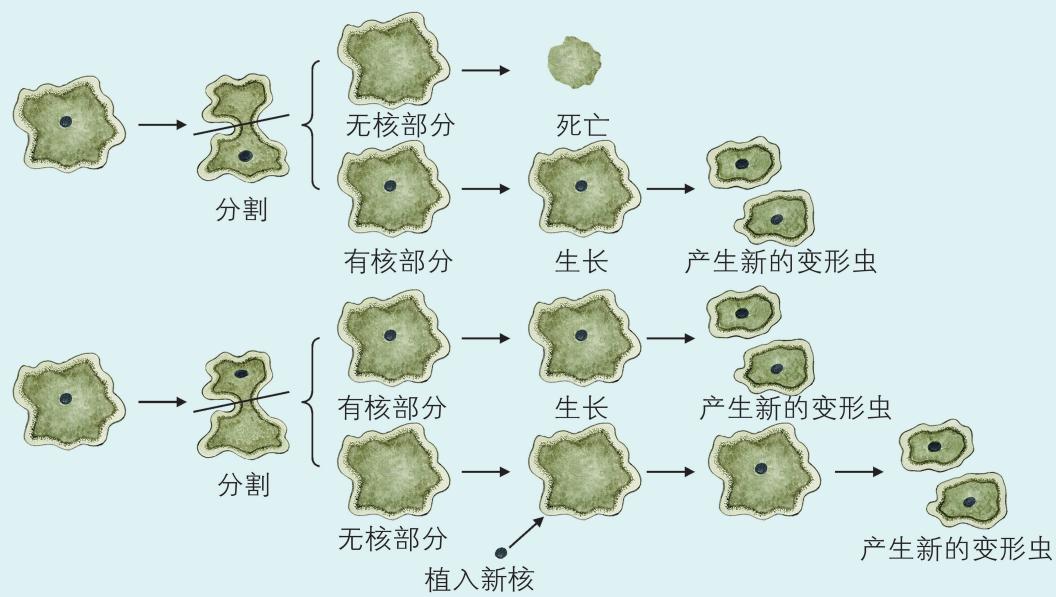 无核部分
死亡
分割
有核部分
生长
产生新的变形虫
有核部分
生长
产生新的变形虫
分割
无核部分
产生新的变形虫
植入新核